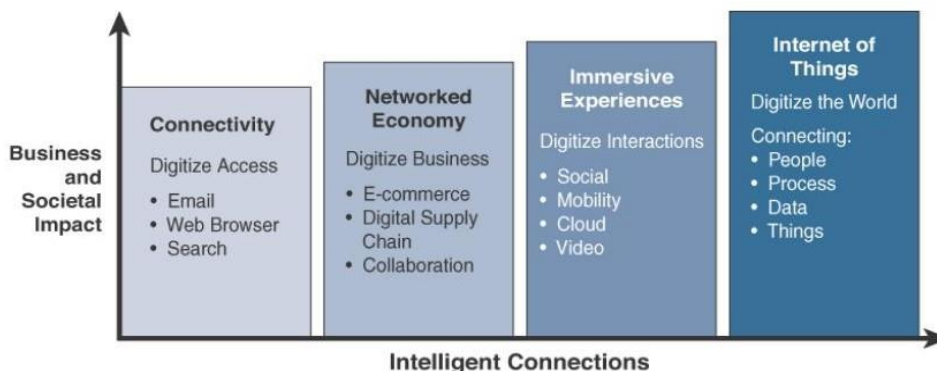 Business
and
Societal
Impact
Connectivity
Digitize Access
• Email
• Web Browser
• Search
Networked
Economy
Digitize Business
• E-commerce
• Digital Supply
Chain
• Collaboration
Immersive
Experiences
Digitize Interactions
• Social
• Mobility
• Cloud
• Video
Internet of
Things
Digitize the World
Connecting:
• People
• Process
• Data
• Things
Intelligent Connections